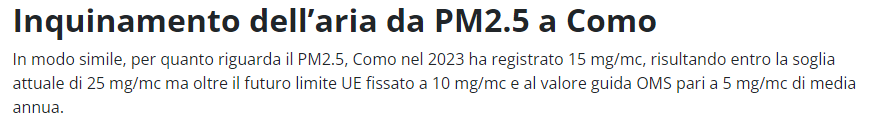 Inquinamento dell’aria da PM2.5 a Como
In modo simile, per quanto riguarda il PM2.5, Como nel 2023 ha registrato 15 mg/mc, risultando entro la soglia
attuale di 25 mg/mc ma oltre il futuro limite UE fissato a 10 mg/mc e al valore guida OMS pari a 5 mg/mc di media
annua.